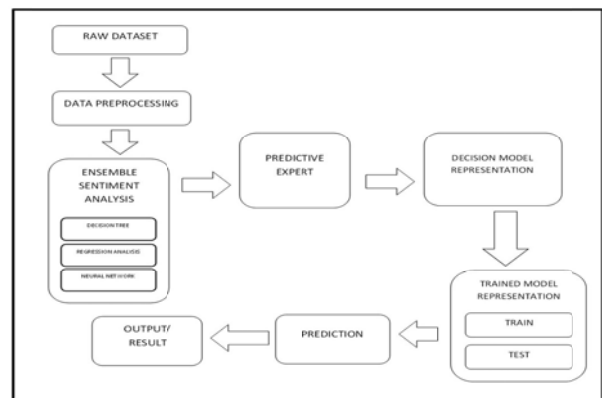 RAW DATASET
DATA PREPROCESSING
ENSEMBLE
SENTIMENT
ANALYSIS
DECISION TREE
REGRESSION ANALYSIS
NEURAL NETWORK
PREDICTIVE
EXPERT
DECISION MODEL
REPRESENTATION
TRAINED MODEL
REPRESENTATION
TRAIN
TEST
PREDICTION
OUTPUT/
RESULT